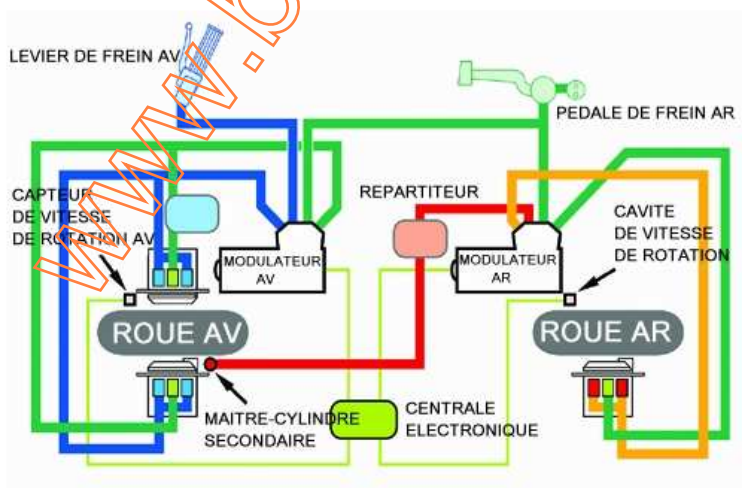 LEVIER DE FREIN AV
PEDALE DE FREIN AR
CAPTEUR
DE VITESSE
DE ROTATION AV
REPARTITEUR
CAVITE
DE VITESSE
DE ROTATION
MODULATEUR
AV
MODULATEUR
AR
ROUE AV
ROUE AR
MAITRE-CYLINDRE
SECONDAIRE
CENTRALE
ELECTRONIQUE
www.b